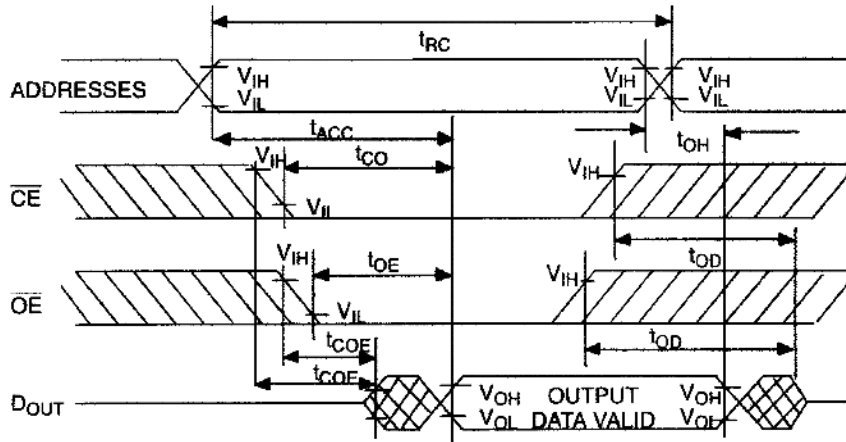 tRC
ADDRESSES
VIH VIH VIH
VIL VIL VIL
tACC
tOH
VIH tCO VIH
CE
VIL
tOD
VIH tOE VIH
OE
VIL
tCOE tOD
tCOE
DOUT
VOH OUTPUT VOH
VOL DATA VALID VOL